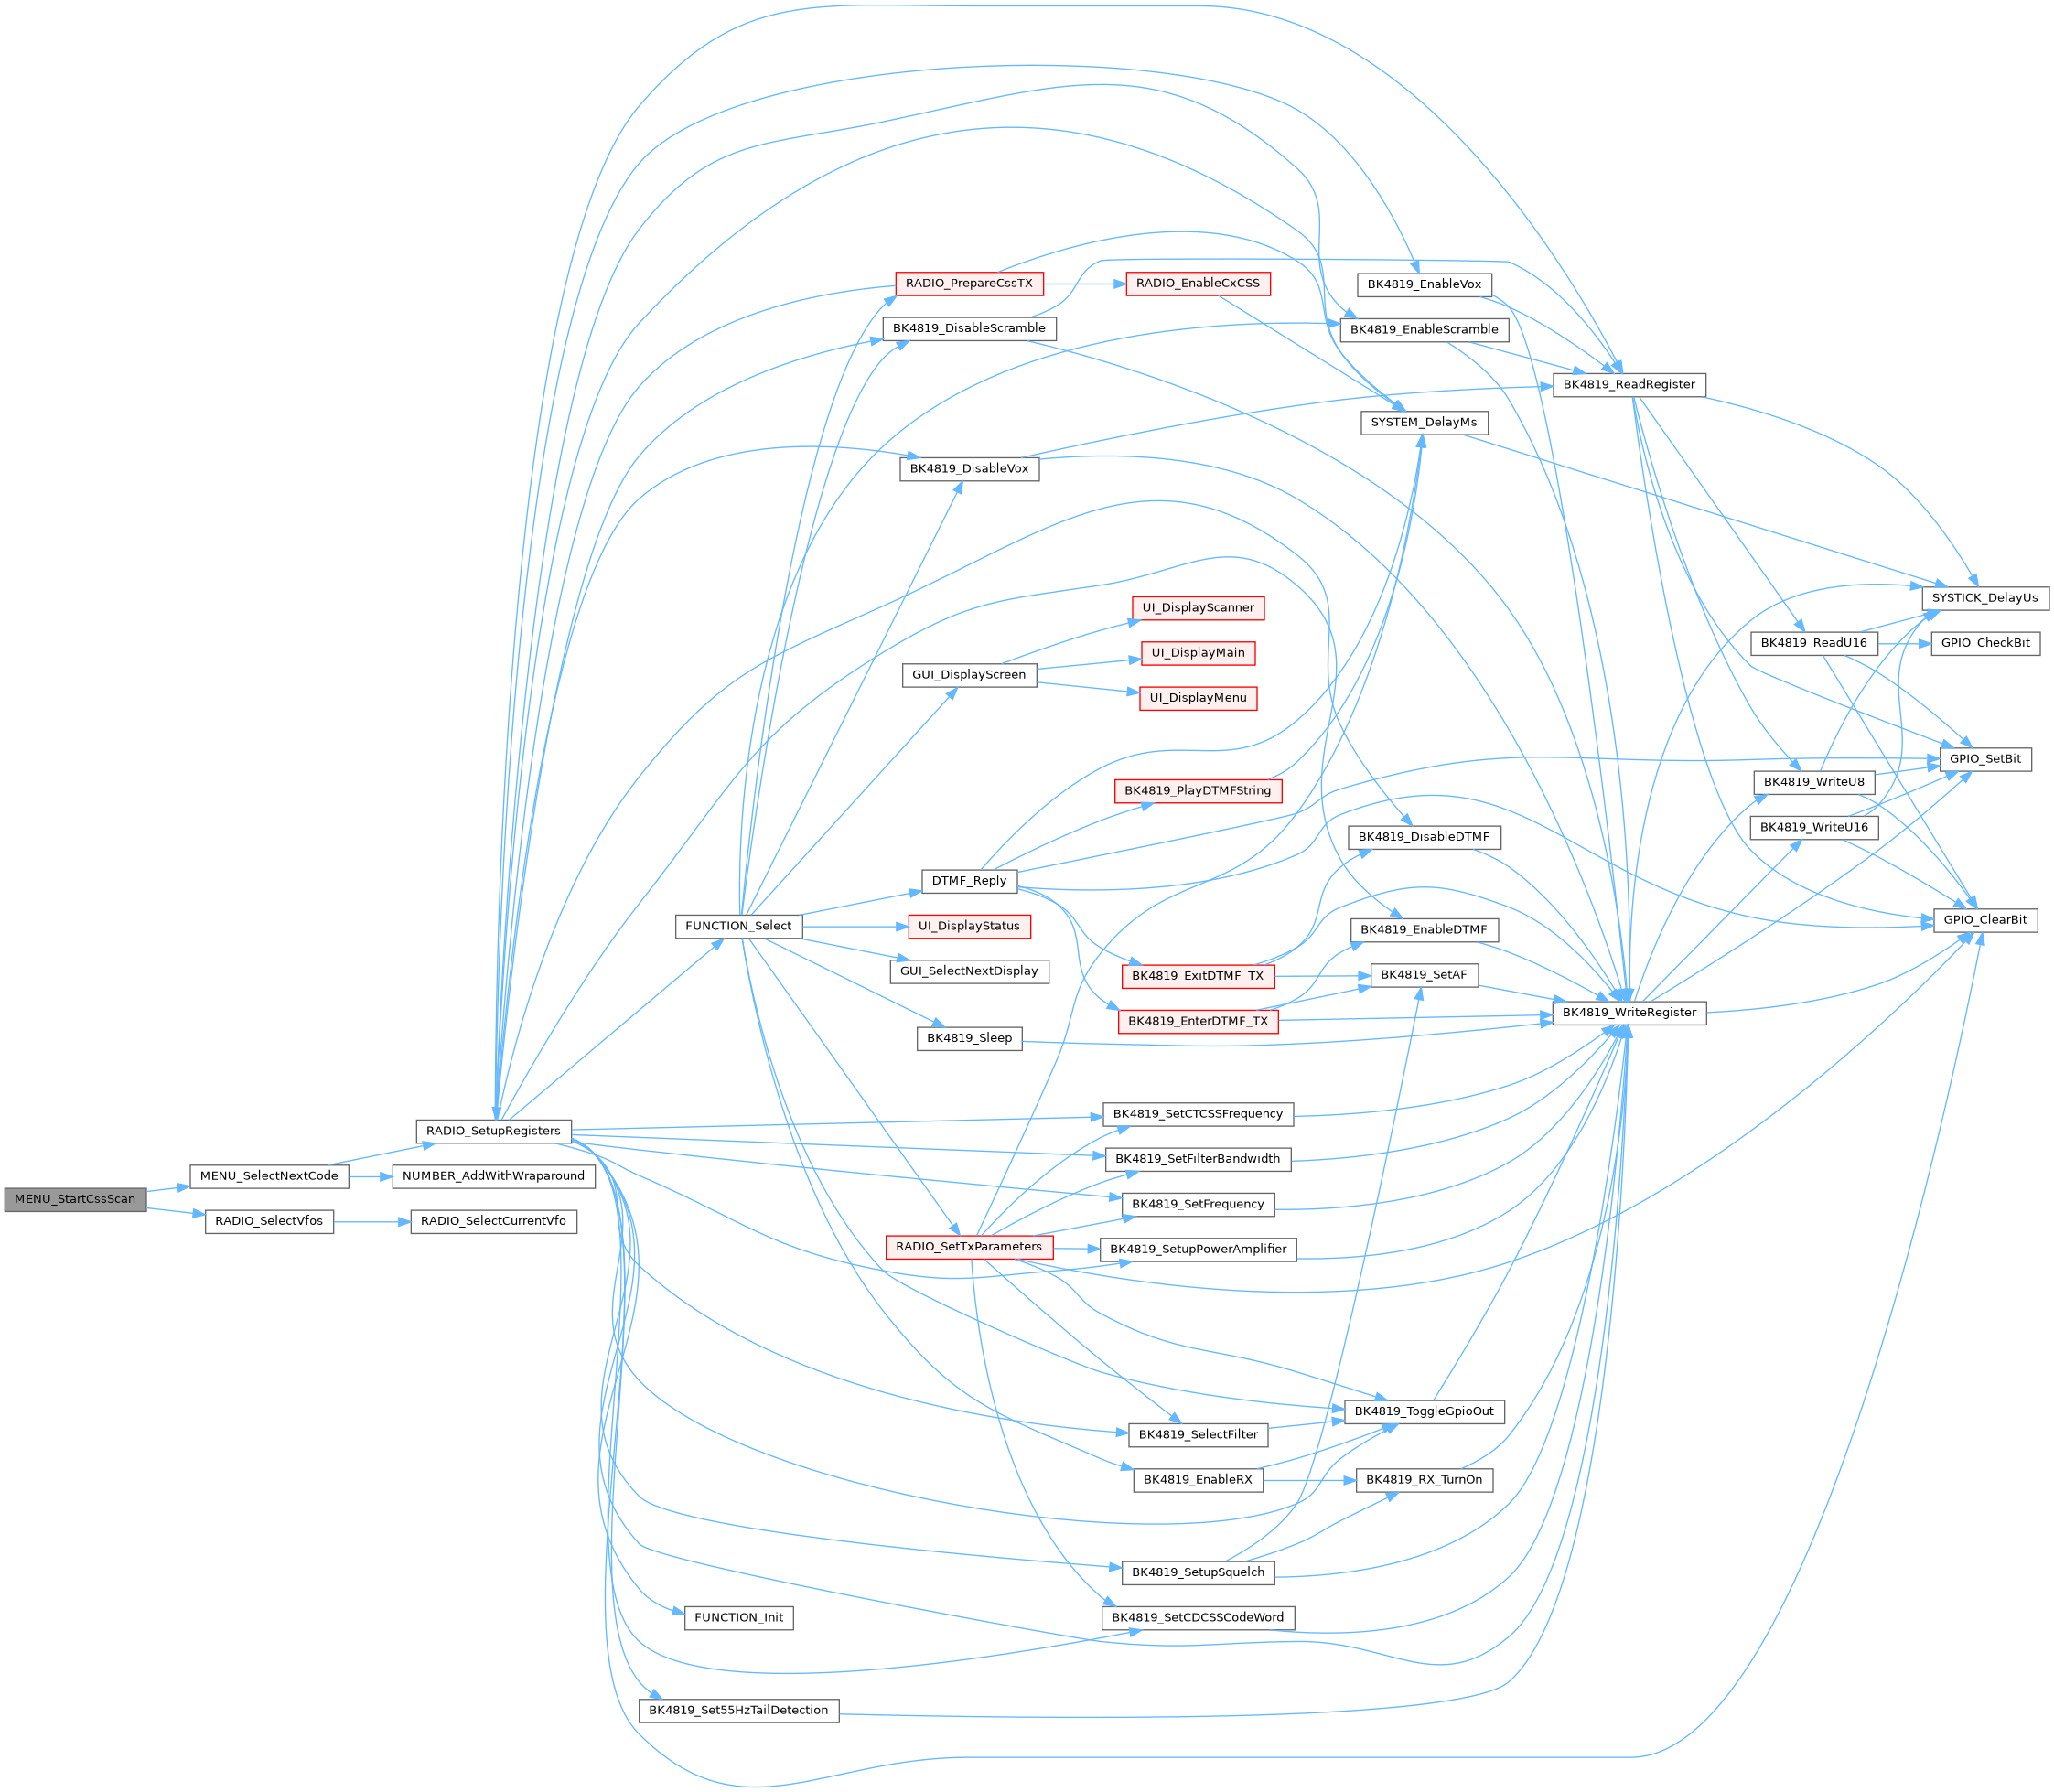 MENU_StartCssScan
MENU_SelectNextCode
RADIO_SelectVfos
RADIO_SetupRegisters
NUMBER_AddWithWraparound
RADIO_SelectCurrentVfo
FUNCTION_Select
FUNCTION_Init
BK4819_Set55HzTailDetection
RADIO_PrepareCssTX
BK4819_DisableScramble
BK4819_DisableVox
GUI_DisplayScreen
DTMF_Reply
UI_DisplayStatus
GUI_SelectNextDisplay
BK4819_Sleep
RADIO_SetTxParameters
RADIO_EnableCxCSS
UI_DisplayScanner
UI_DisplayMain
UI_DisplayMenu
BK4819_PlayDTMFString
BK4819_ExitDTMF_TX
BK4819_EnterDTMF_TX
BK4819_SetCTCSSFrequency
BK4819_SetFilterBandwidth
BK4819_SetFrequency
BK4819_SetupPowerAmplifier
BK4819_SelectFilter
BK4819_EnableRX
BK4819_SetupSquelch
BK4819_SetCDCSSCodeWord
BK4819_EnableVox
BK4819_EnableScramble
SYSTEM_DelayMs
BK4819_DisableDTMF
BK4819_EnableDTMF
BK4819_SetAF
BK4819_ToggleGpioOut
BK4819_RX_TurnOn
BK4819_ReadRegister
BK4819_WriteRegister
BK4819_ReadU16
BK4819_WriteU8
BK4819_WriteU16
SYSTICK_DelayUs
GPIO_CheckBit
GPIO_SetBit
GPIO_ClearBit